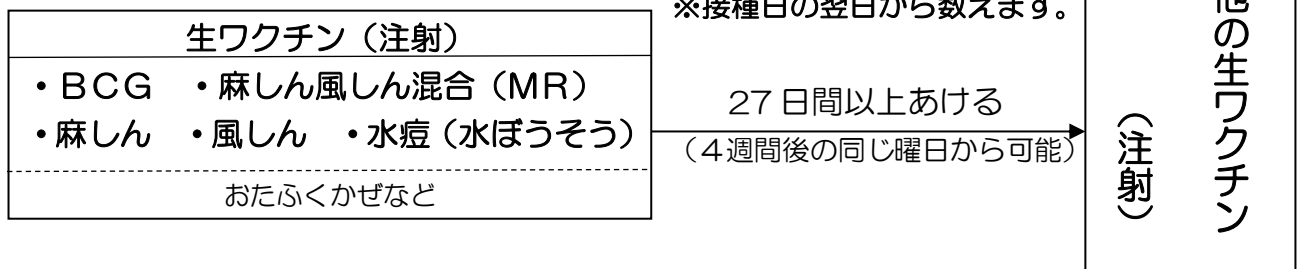 ※接種日の翌日から数えます。
生ワクチン（注射）
・ＢＣＧ　・麻しん風しん混合（ＭＲ）
・麻しん　・風しん　・水痘（水ぼうそう）
おたふくかぜなど
27日間以上あける
（４週間後の同じ曜日から可能）
他の生ワクチン
（注射）